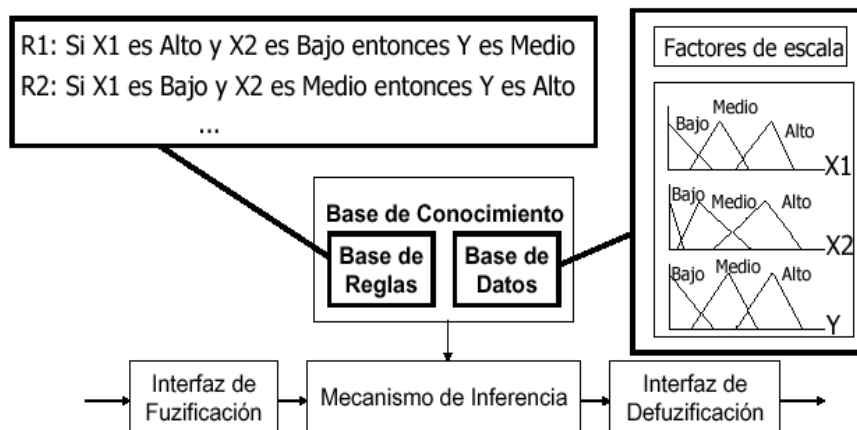 R1: Si X1 es Alto y X2 es Bajo entonces Y es Medio
R2: Si X1 es Bajo y X2 es Medio entonces Y es Alto
...
Factores de escala
Medio
Bajo
Alto
X1
Bajo
Medio
Alto
X2
Bajo
Medio
Alto
Y
Base de Conocimiento
Base de
Reglas
Base de
Datos
Interfaz de
Fuzificación
Mecanismo de Inferencia
Interfaz de
Defuzificación